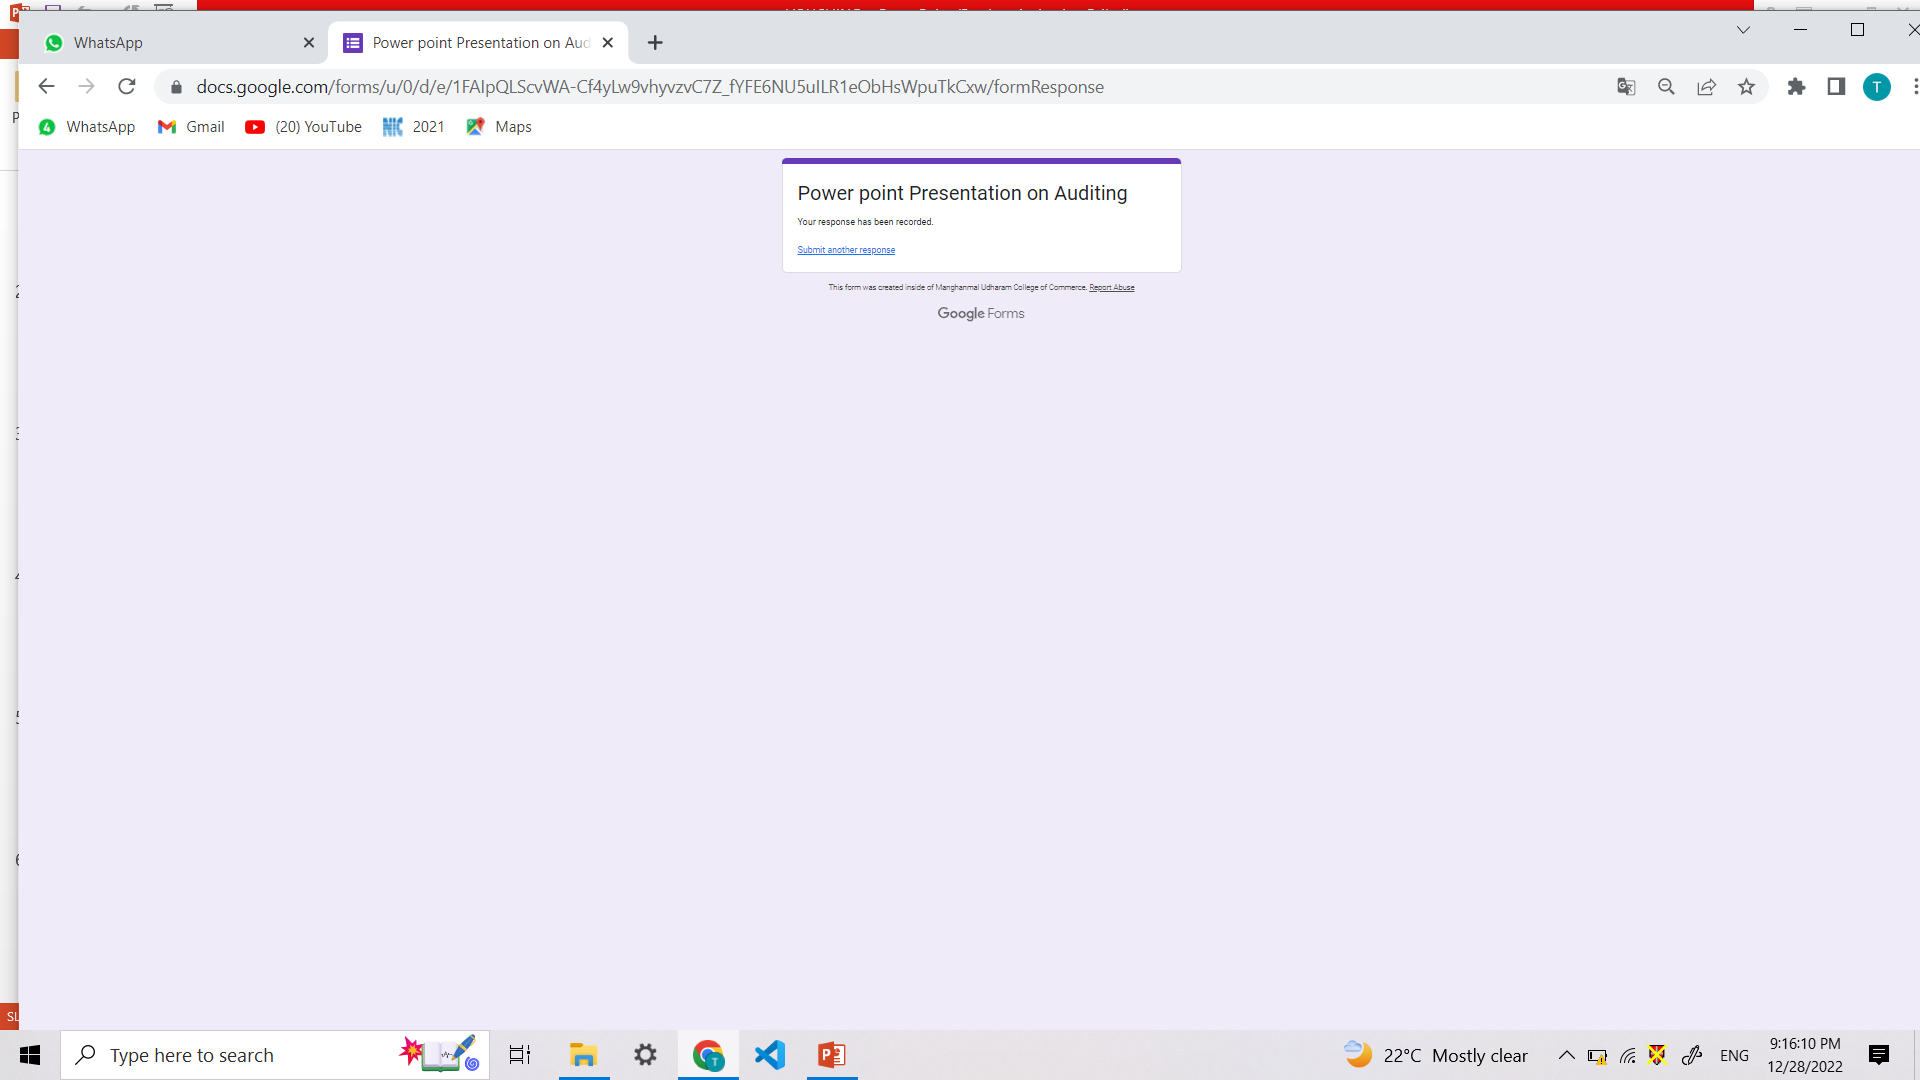 WhatsApp
Power point Presentation on Aud
docs.google.com/forms/u/0/d/e/1FAIpQLScvWA-Cf4yLw9vhyvzvC7Z_fYFE6NU5uILR1eObHsWpuTkCxw/formResponse
T
WhatsApp Gmail (20) YouTube 2021 Maps
Power point Presentation on Auditing
Your response has been recorded.
Submit another response
This form was created inside of Manghanmal Udharam College of Commerce. Report Abuse
Google Forms
Type here to search
22°C Mostly clear
ENG
9:16:10 PM
12/28/2022